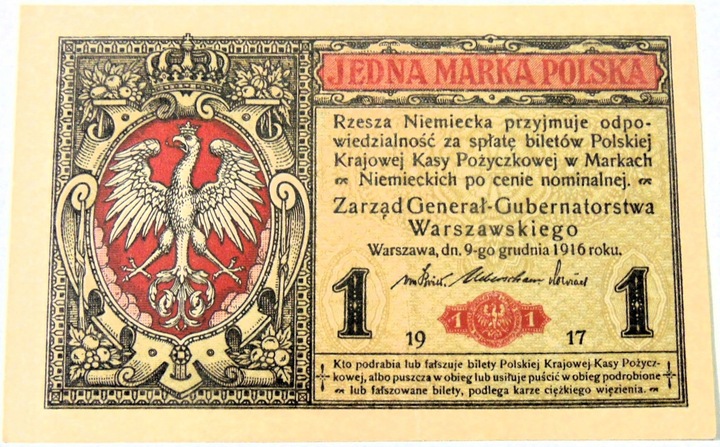 JEDNA MARKA POLSKA
Rzesza Niemiecka przyjmuje odpo-
wiedzialność za spłatę biletów Polskiej
Krajowej Kasy Pożyczkowej w Markach
Niemieckich po cenie nominalnej.
Zarząd Generał-Gubernatorstwa
Warszawskiego
Warszawa, dn. 9-go grudnia 1916 roku.
1 1 1 1
19 17
Kto podrabia lub fałszuje bilety Polskiej Krajowej Kasy Pożycz-
kowej, albo puszcza w obieg lub usiłuje puścić w obieg podrobione
lub fałszowane bilety, podlega karze ciężkiego więzienia.